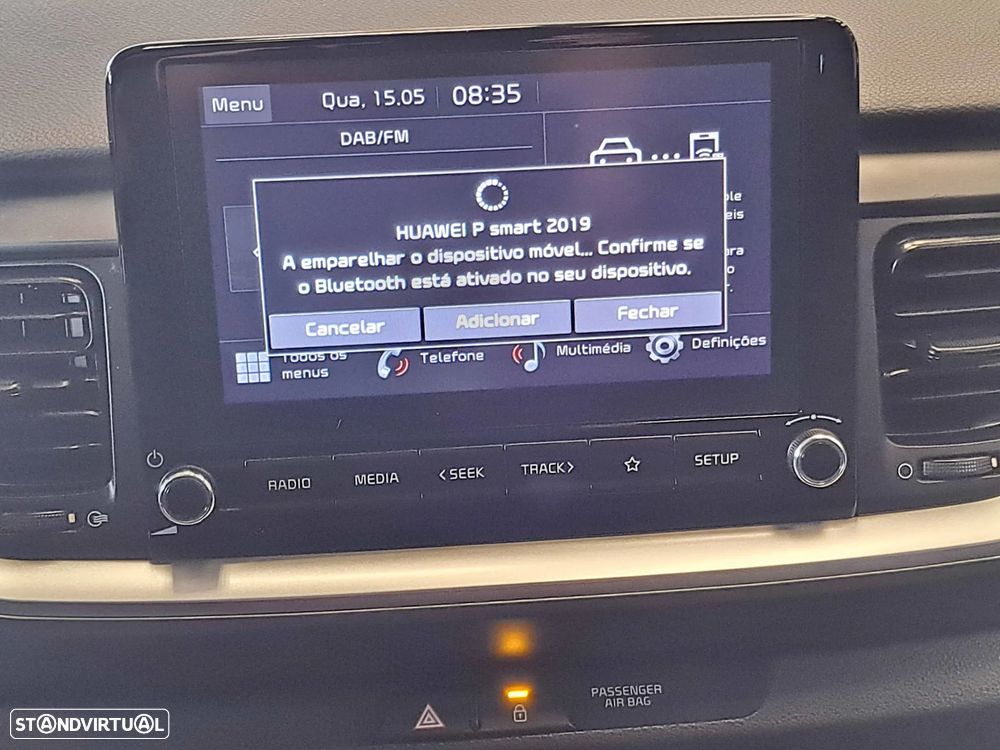 Menu
Qua, 15.05
08:35
DAB/FM
HUAWEI P smart 2019
A emparelhar o dispositivo móvel... Confirme se
o Bluetooth está ativado no seu dispositivo.
Cancelar
Adicionar
Fechar
Todos os
menus
Telefone
Multimédia
Definições
RADIO
MEDIA
< SEEK
TRACK >
SETUP
PASSENGER
AIR BAG
STANDVIRTUAL